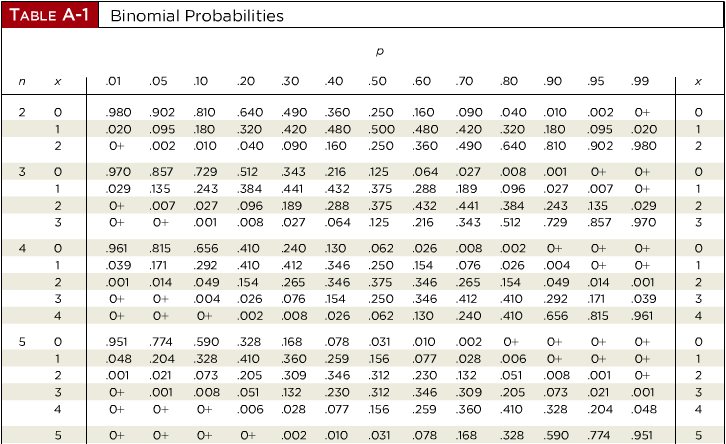 TABLE A-1 Binomial Probabilities
p
n x .01 .05 .10 .20 .30 .40 .50 .60 .70 .80 .90 .95 .99 x
2 0 .980 .902 .810 .640 .490 .360 .250 .160 .090 .040 .010 .002 0+ 0
1 .020 .095 .180 .320 .420 .480 .500 .480 .420 .320 .180 .095 .020 1
2 0+ .002 .010 .040 .090 .160 .250 .360 .490 .640 .810 .902 .980 2
3 0 .970 .857 .729 .512 .343 .216 .125 .064 .027 .008 .001 0+ 0+ 0
1 .029 .135 .243 .384 .441 .432 .375 .288 .189 .096 .027 .007 0+ 1
2 0+ .007 .027 .096 .189 .288 .375 .432 .441 .384 .243 .135 .029 2
3 0+ 0+ .001 .008 .027 .064 .125 .216 .343 .512 .729 .857 .970 3
4 0 .961 .815 .656 .410 .240 .130 .062 .026 .008 .002 0+ 0+ 0+ 0
1 .039 .171 .292 .410 .412 .346 .250 .154 .076 .026 .004 0+ 0+ 1
2 .001 .014 .049 .154 .265 .346 .375 .346 .265 .154 .049 .014 .001 2
3 0+ 0+ .004 .026 .076 .154 .250 .346 .412 .410 .292 .171 .039 3
4 0+ 0+ 0+ .002 .008 .026 .062 .130 .240 .410 .656 .815 .961 4
5 0 .951 .774 .590 .328 .168 .078 .031 .010 .002 0+ 0+ 0+ 0+ 0
1 .048 .204 .328 .410 .360 .259 .156 .077 .028 .006 0+ 0+ 0+ 1
2 .001 .021 .073 .205 .309 .346 .312 .230 .132 .051 .008 .001 0+ 2
3 0+ .001 .008 .051 .132 .230 .312 .346 .309 .205 .073 .021 .001 3
4 0+ 0+ 0+ .006 .028 .077 .156 .259 .360 .410 .328 .204 .048 4
5 0+ 0+ 0+ 0+ .002 .010 .031 .078 .168 .328 .590 .774 .951 5